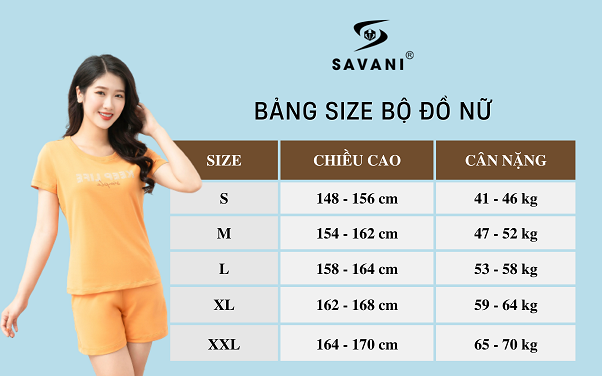 SAVANI®
BẢNG SIZE BỘ ĐỒ NỮ
SIZE CHIỀU CAO CÂN NẶNG
S 148 - 156 cm 41 - 46 kg
M 154 - 162 cm 47 - 52 kg
L 158 - 164 cm 53 - 58 kg
XL 162 - 168 cm 59 - 64 kg
XXL 164 - 170 cm 65 - 70 kg